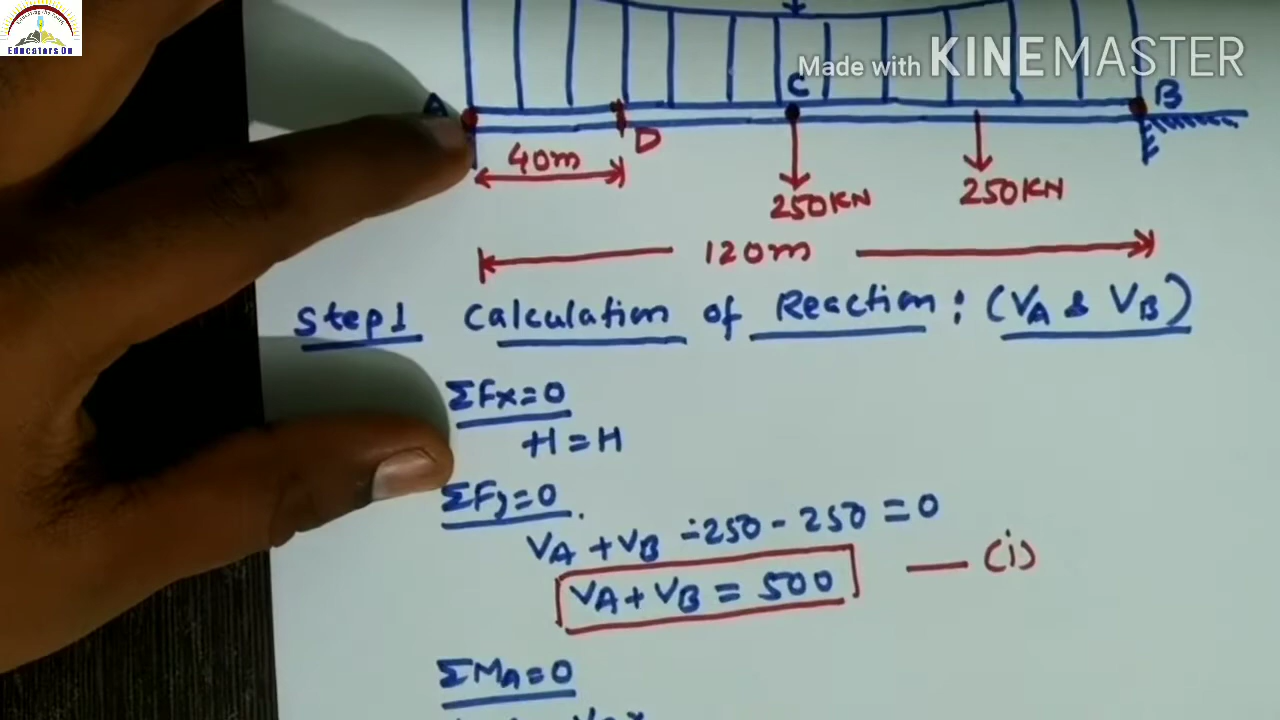 Educators On
Made with KINEMASTER
A
C
B
D
40m
250KN
250KN
120m
Step1 Calculation of Reaction: (VA & VB)
ΣFx=0
H=H
ΣFy=0.
VA+VB -250-250=0
VA+VB=500 —(i)
ΣMA=0